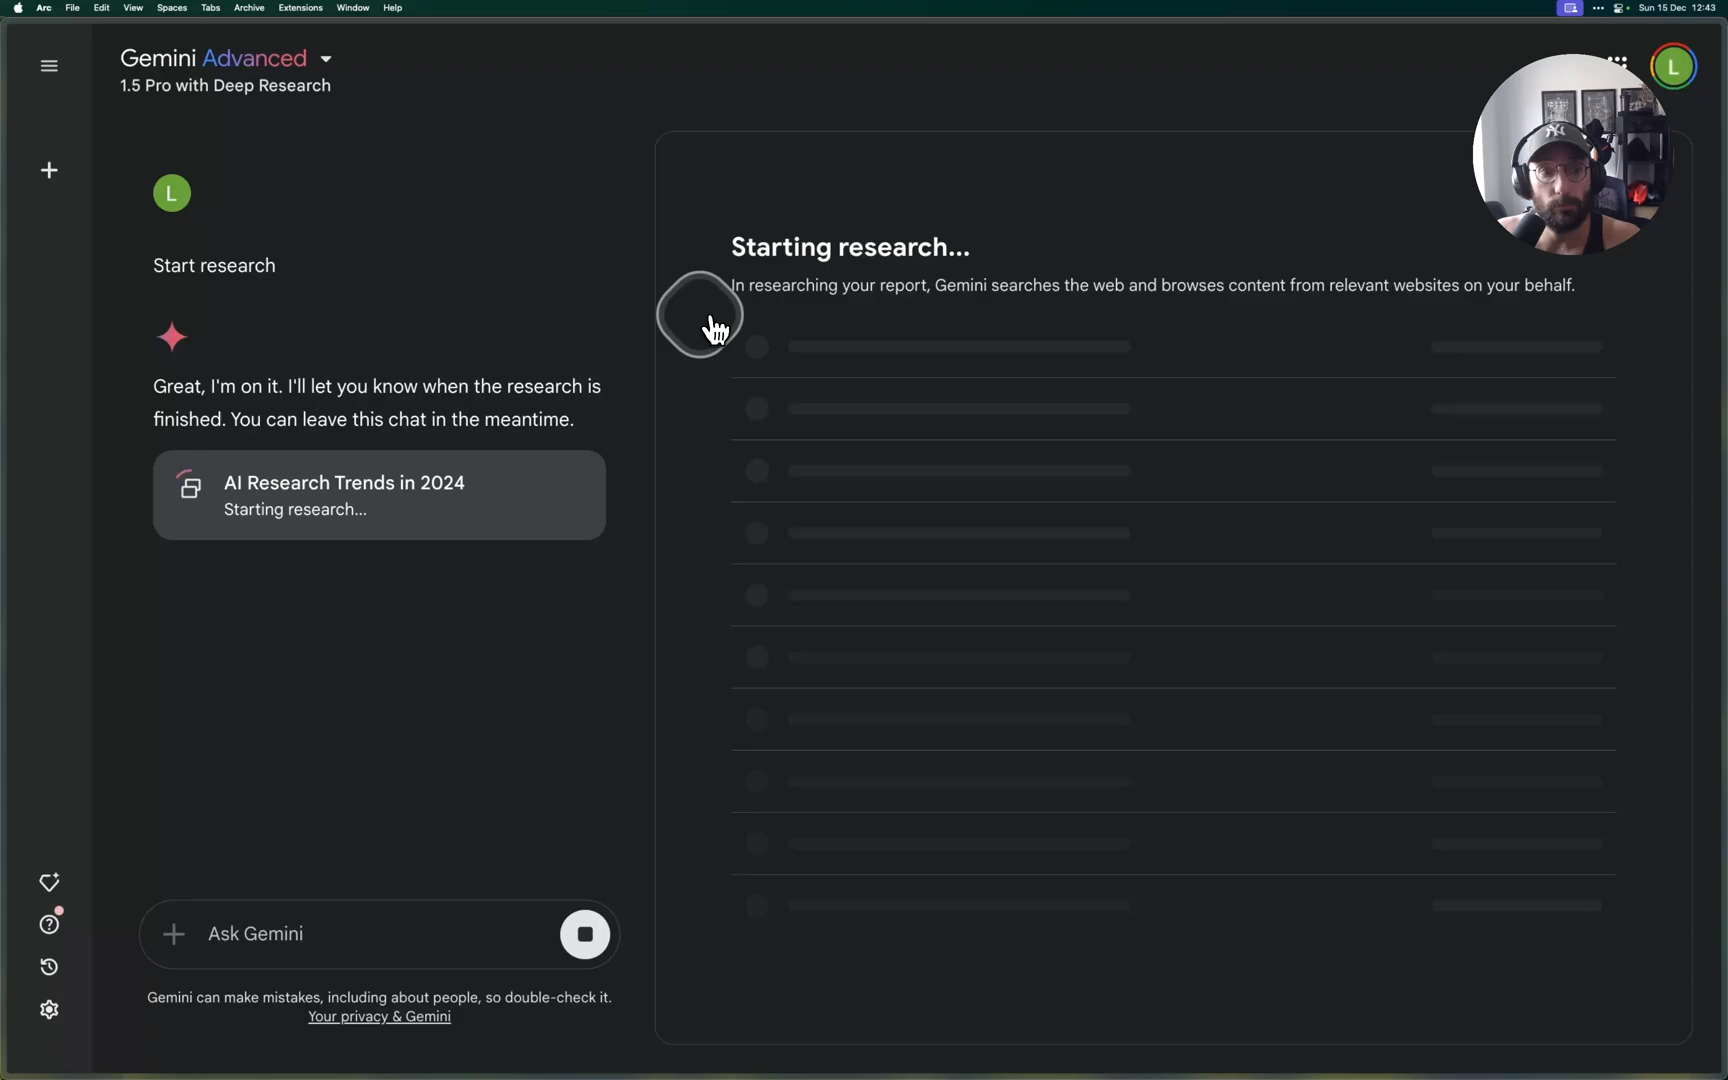 Arc File Edit View Spaces Tabs Archive Extensions Window Help
Sun 15 Dec 12:43
Gemini Advanced
1.5 Pro with Deep Research
L
L
Start research
Great, I'm on it. I'll let you know when the research is
finished. You can leave this chat in the meantime.
AI Research Trends in 2024
Starting research...
Ask Gemini
Gemini can make mistakes, including about people, so double-check it.
Your privacy & Gemini
Starting research...
In researching your report, Gemini searches the web and browses content from relevant websites on your behalf.